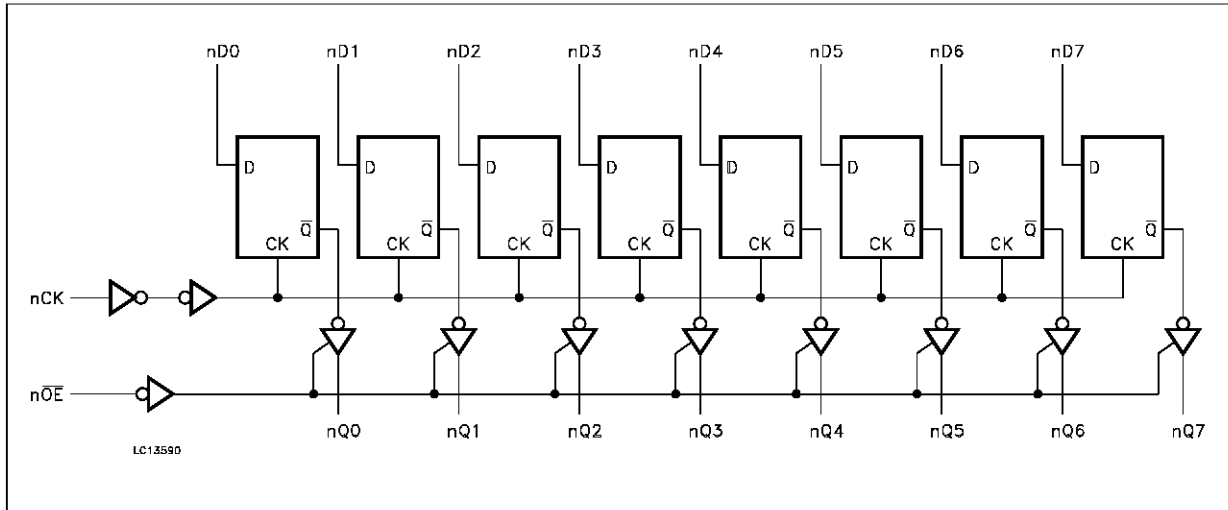 nD0 nD1 nD2 nD3 nD4 nD5 nD6 nD7
D D D D D D D D
Q̅ Q̅ Q̅ Q̅ Q̅ Q̅ Q̅ Q̅
CK CK CK CK CK CK CK CK
nCK
nO̅E̅
nQ0 nQ1 nQ2 nQ3 nQ4 nQ5 nQ6 nQ7
LC13590